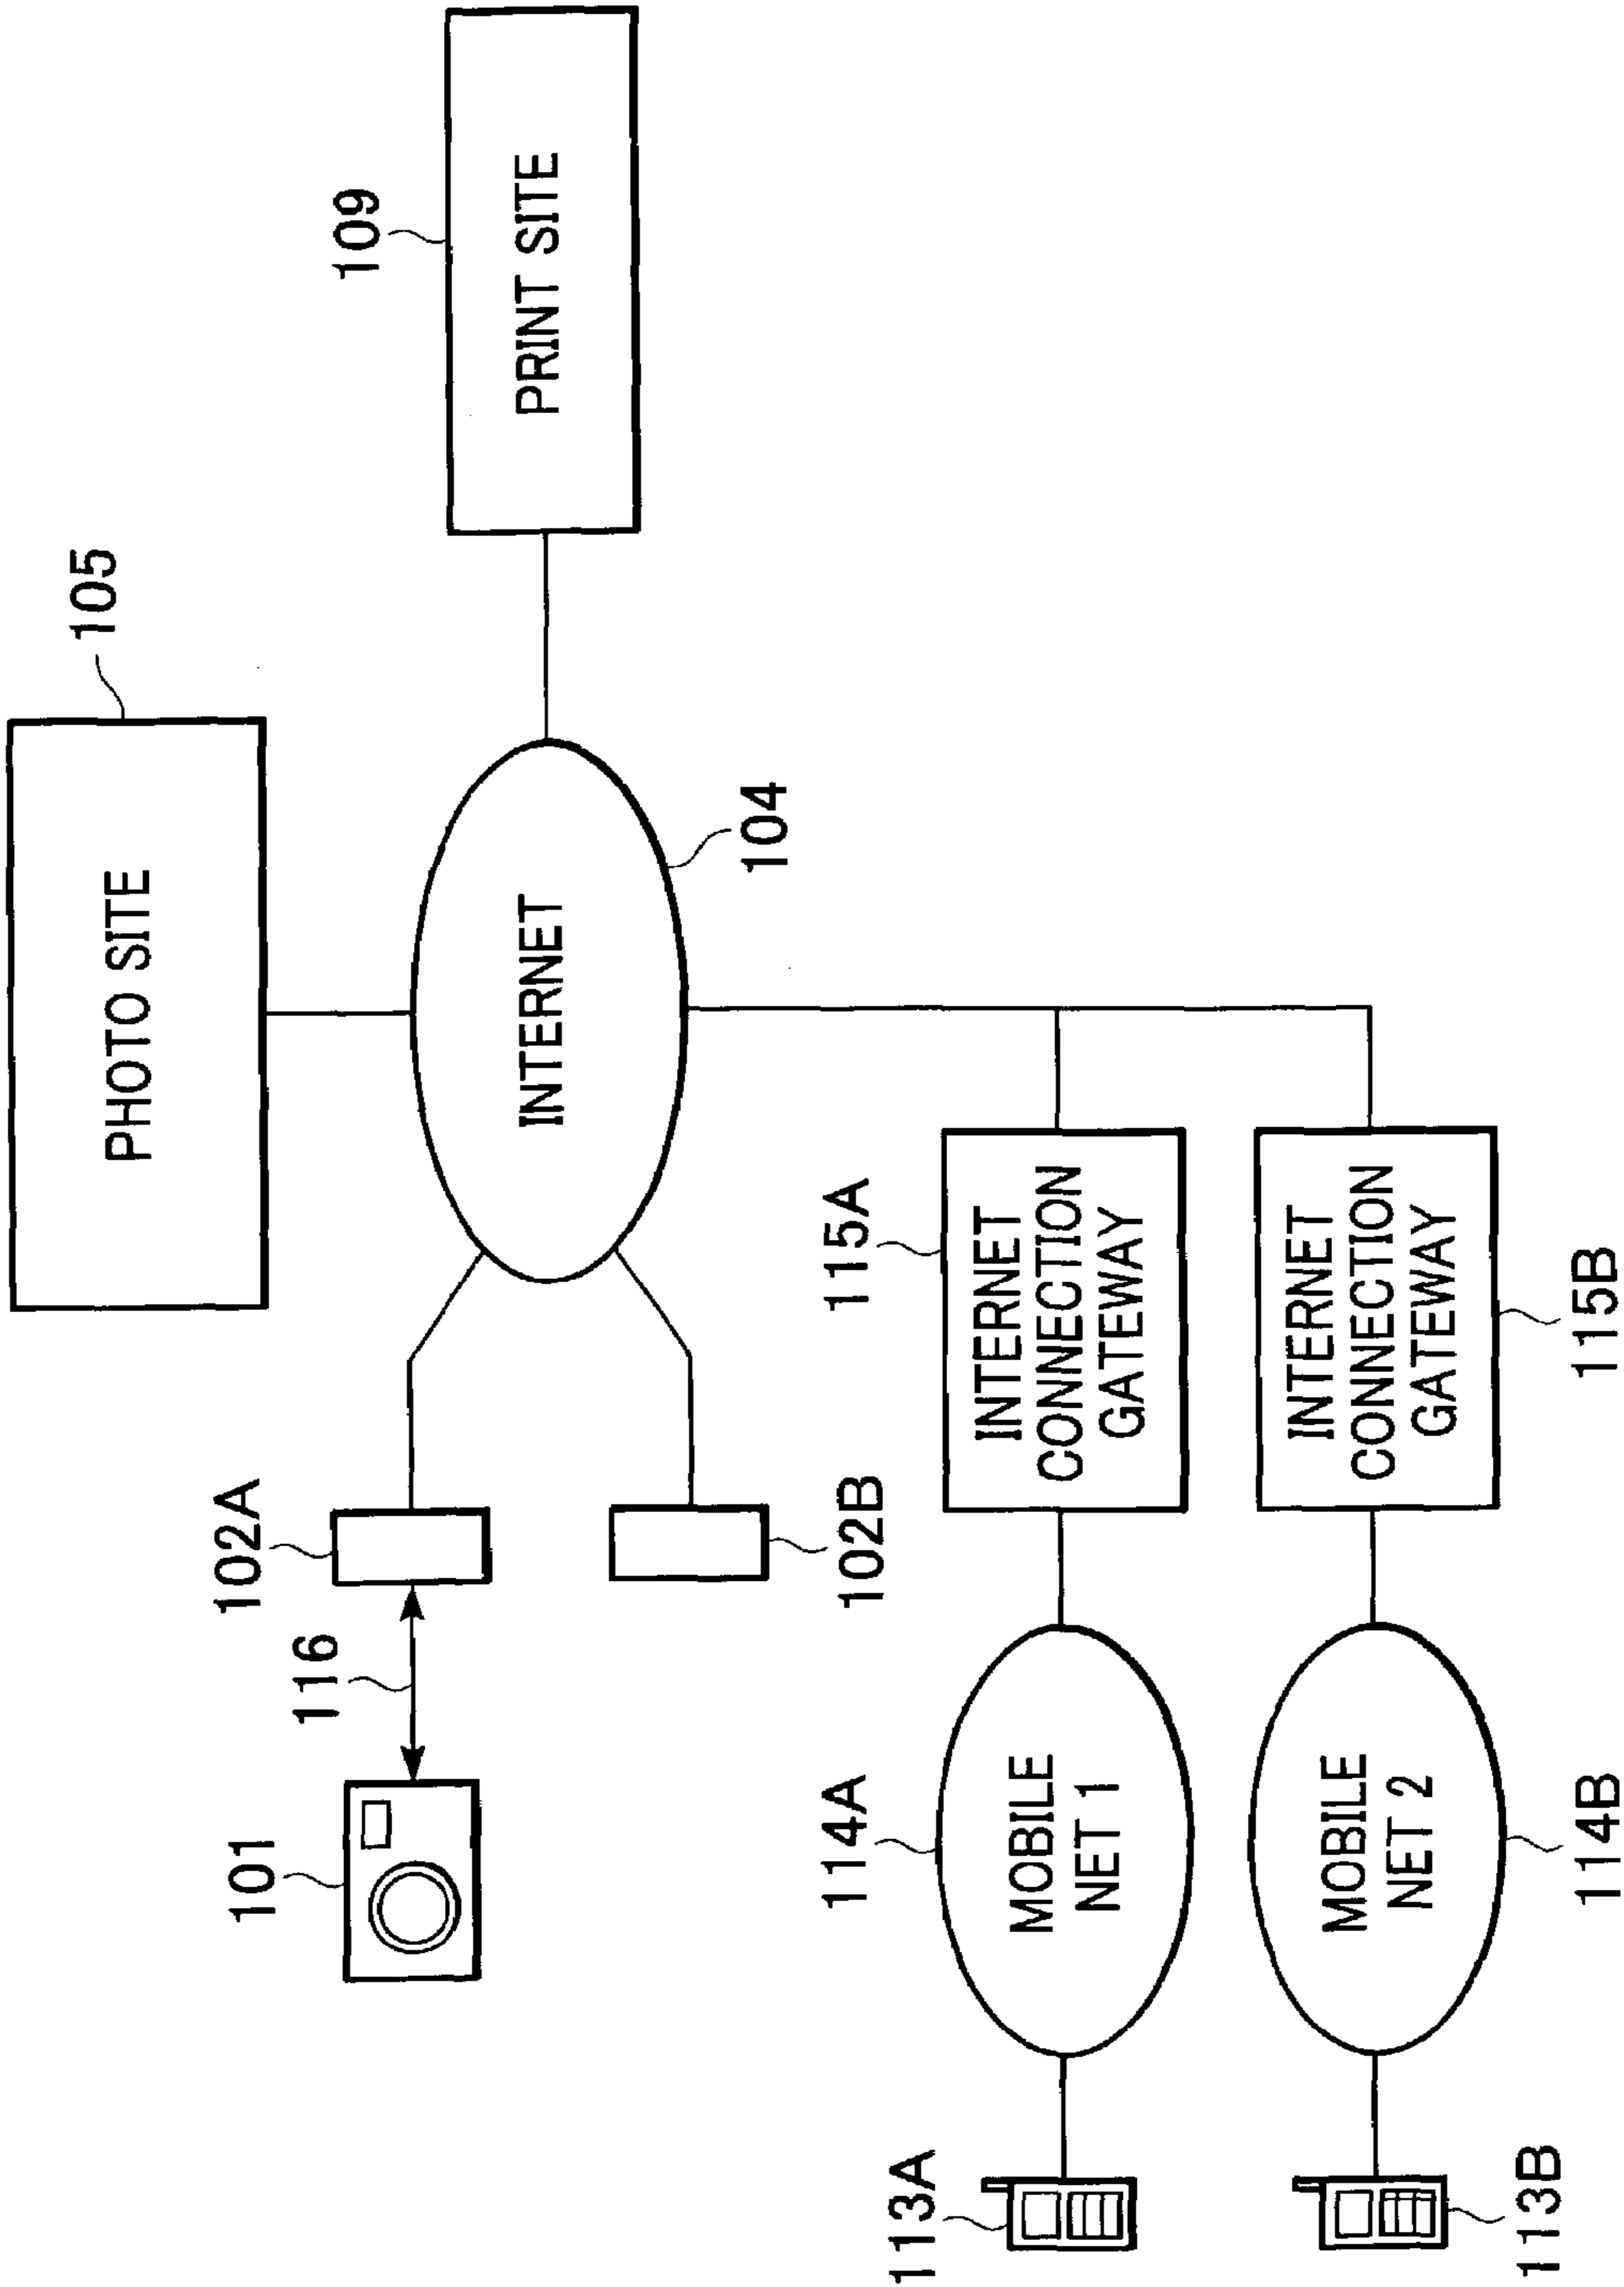 105
PHOTO SITE
109
PRINT SITE
INTERNET
104
102A
116
101
102B
115A
INTERNET
CONNECTION
GATEWAY
114A
MOBILE
NET 1
113A
INTERNET
CONNECTION
GATEWAY
115B
MOBILE
NET 2
114B
113B